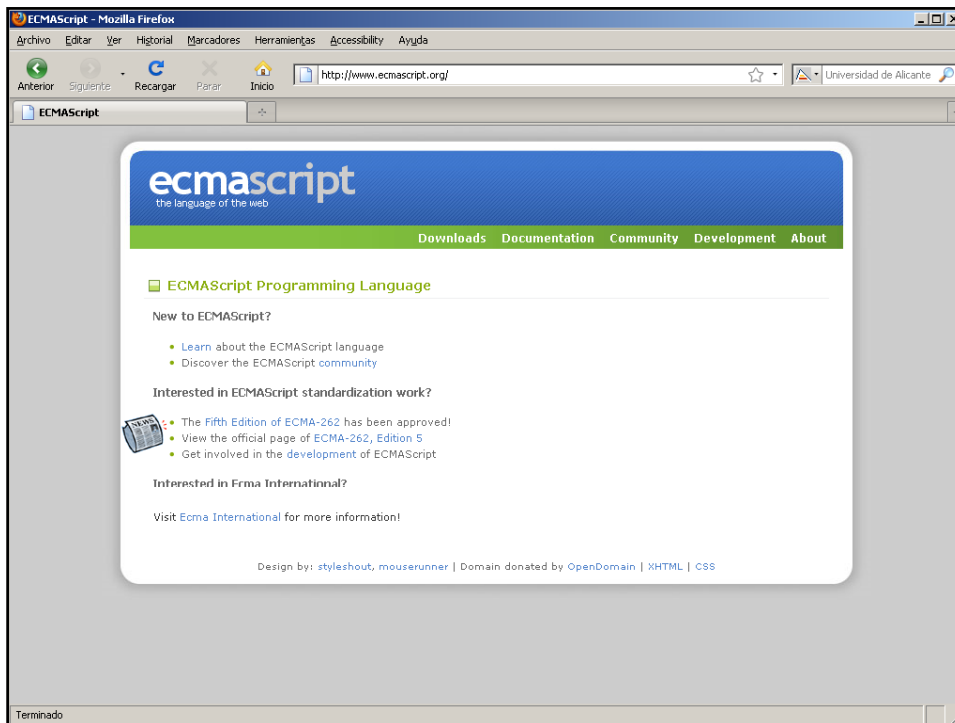 ECMAScript - Mozilla Firefox
Archivo Editar Ver Historial Marcadores Herramientas Accessibility Ayuda
Anterior Siguiente Recargar Parar Inicio http://www.ecmascript.org/ Universidad de Alicante
ECMAScript
ecmascript
the language of the web
Downloads Documentation Community Development About
ECMAScript Programming Language
New to ECMAScript?
Learn about the ECMAScript language
Discover the ECMAScript community
Interested in ECMAScript standardization work?
NEWS
The Fifth Edition of ECMA-262 has been approved!
View the official page of ECMA-262, Edition 5
Get involved in the development of ECMAScript
Interested in Ecma International?
Visit Ecma International for more information!
Design by: styleshout, mouserunner | Domain donated by OpenDomain | XHTML | CSS
Terminado